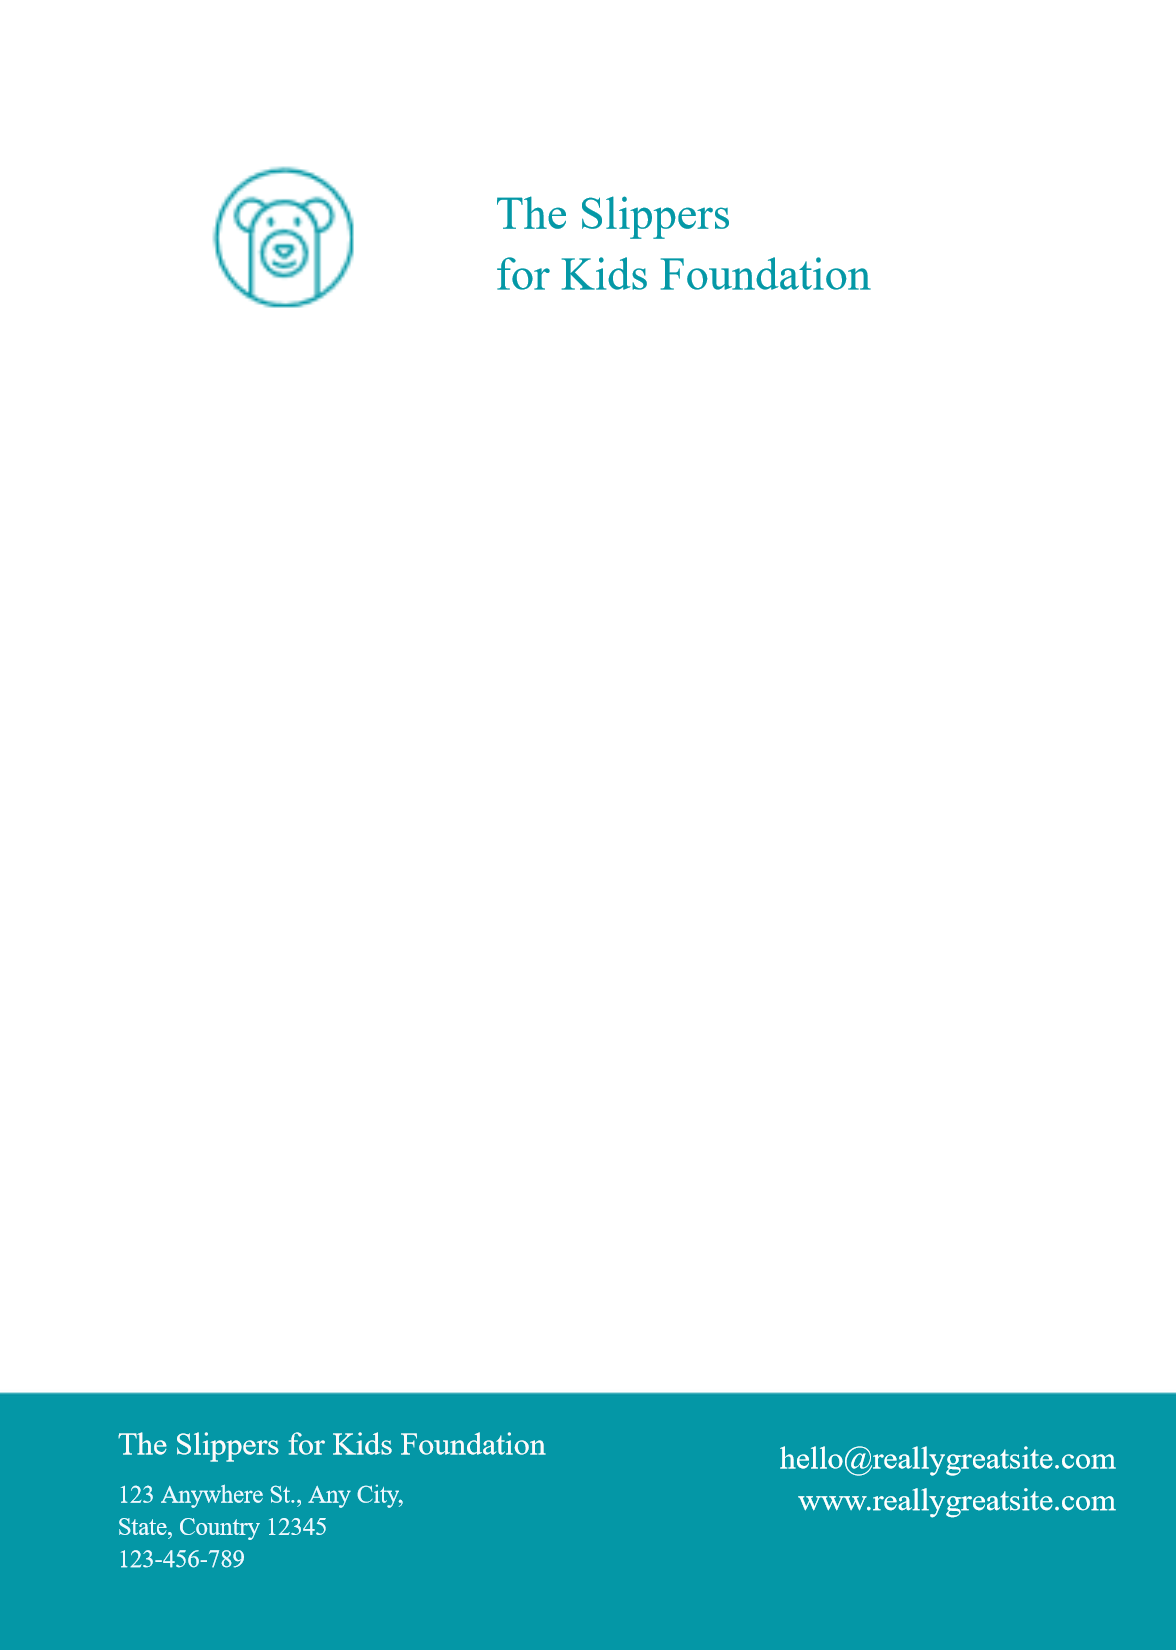 The Slippers
for Kids Foundation
The Slippers for Kids Foundation
123 Anywhere St., Any City,
State, Country 12345
123-456-789
hello@reallygreatsite.com
www.reallygreatsite.com